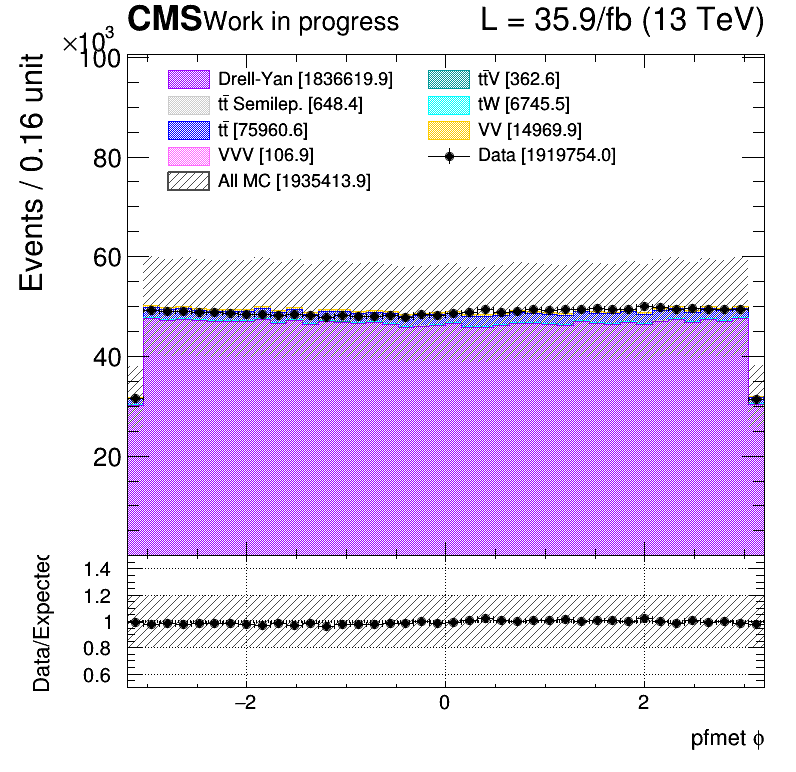 CMS Work in progress L = 35.9/fb (13 TeV)
×10³
Events / 0.16 unit
Drell-Yan [1836619.9]
tt̄ Semilep. [648.4]
tt̄ [75960.6]
VVV [106.9]
All MC [1935413.9]
tt̄V [362.6]
tW [6745.5]
VV [14969.9]
Data [1919754.0]
100
80
60
40
20
Data/Expected
1.4
1.2
1
0.8
0.6
−2 0 2
pfmet ϕ